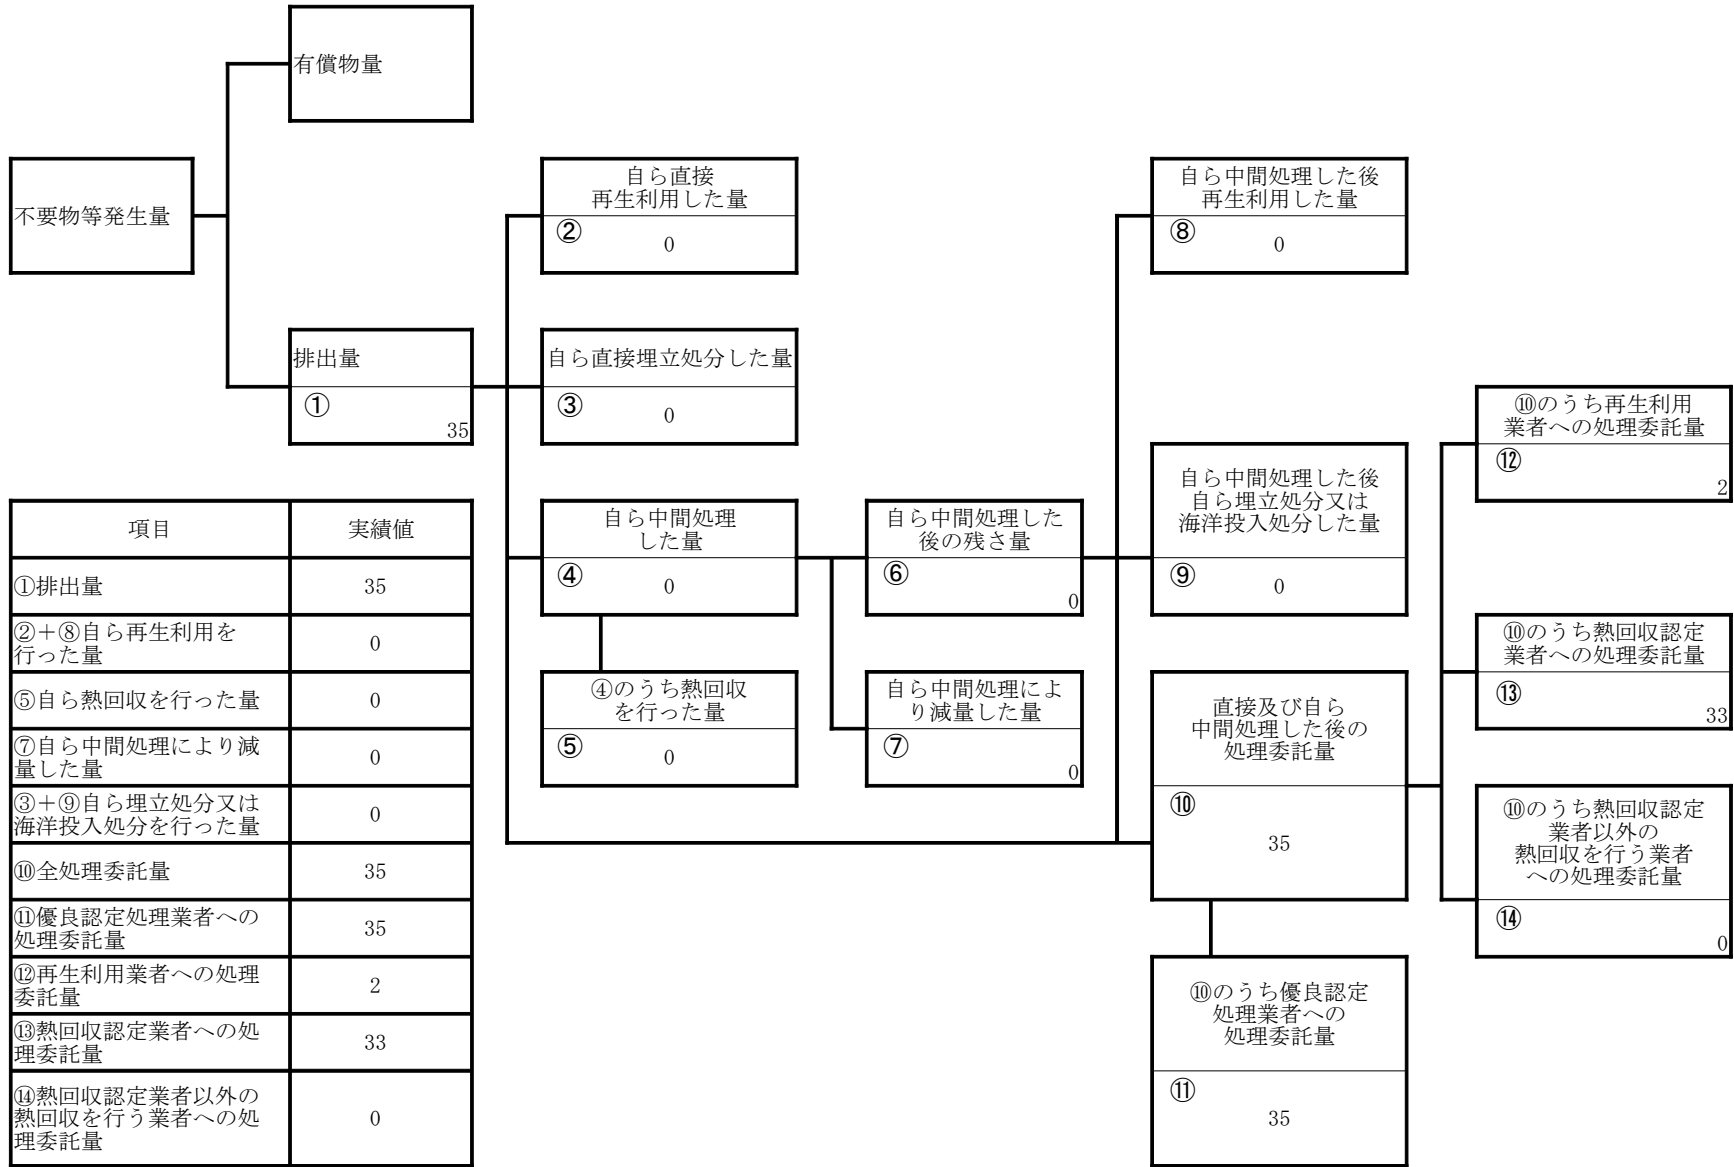 有償物量
不要物等発生量
自ら直接
再生利用した量
②
0
自ら中間処理した後
再生利用した量
⑧
0
排出量
①
35
自ら直接埋立処分した量
③
0
⑩のうち再生利用
業者への処理委託量
⑫
2
自ら中間処理
した量
④
0
自ら中間処理した
後の残さ量
⑥
0
自ら中間処理した後
自ら埋立処分又は
海洋投入処分した量
⑨
0
⑩のうち熱回収認定
業者への処理委託量
⑬
33
④のうち熱回収
を行った量
⑤
0
自ら中間処理によ
り減量した量
⑦
0
直接及び自ら
中間処理した後の
処理委託量
⑩
35
⑩のうち熱回収認定
業者以外の
熱回収を行う業者
への処理委託量
⑭
0
⑩のうち優良認定
処理業者への
処理委託量
⑪
35
項目 実績値
①排出量 35
②＋⑧自ら再生利用を
行った量 0
⑤自ら熱回収を行った量 0
⑦自ら中間処理により減
量した量 0
③＋⑨自ら埋立処分又は
海洋投入処分を行った量 0
⑩全処理委託量 35
⑪優良認定処理業者への
処理委託量 35
⑫再生利用業者への処理
委託量 2
⑬熱回収認定業者への処
理委託量 33
⑭熱回収認定業者以外の
熱回収を行う業者への処
理委託量 0